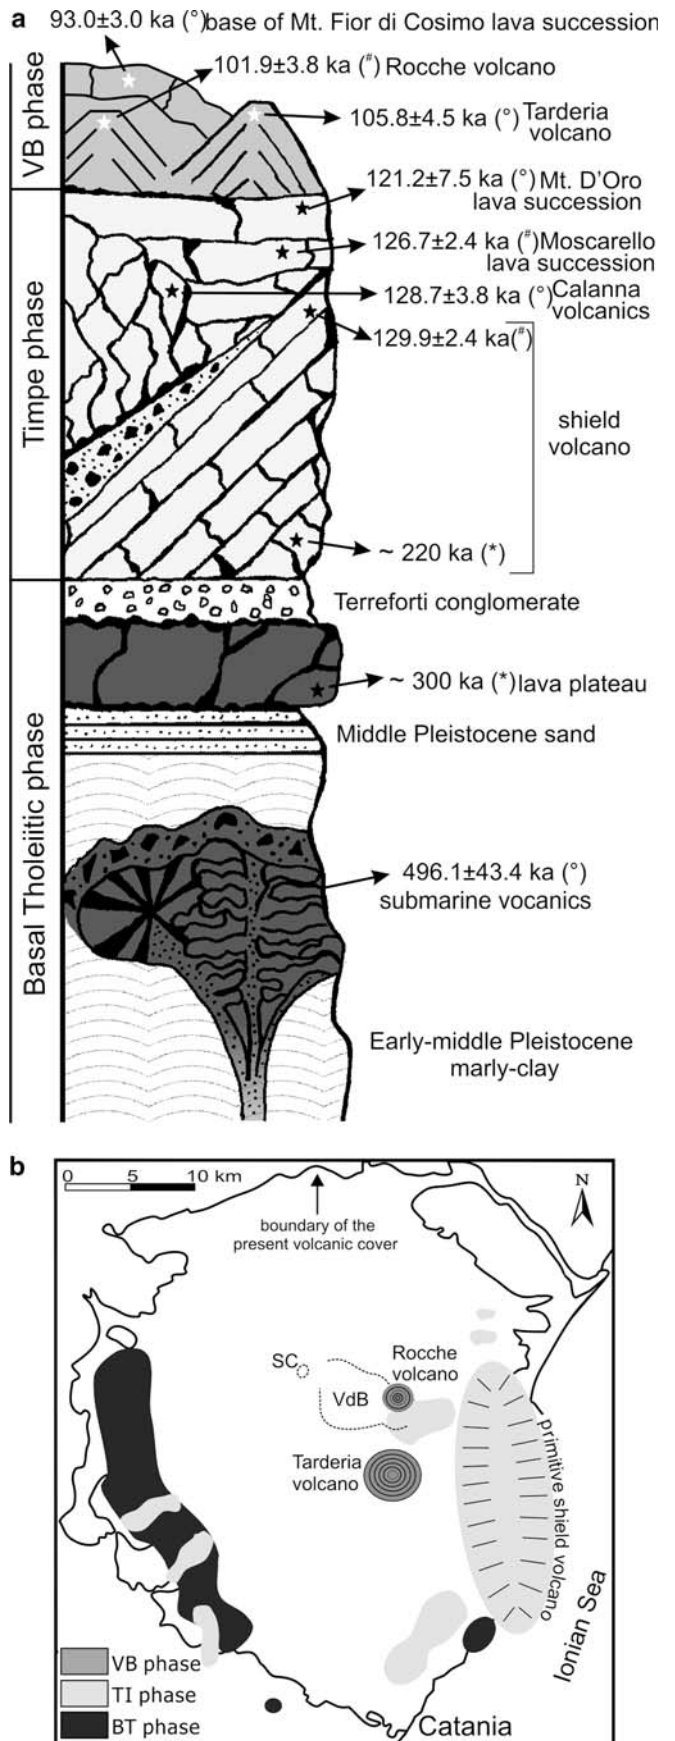 a
93.0±3.0 ka (°) base of Mt. Fior di Cosimo lava succession
101.9±3.8 ka (#) Rocche volcano
105.8±4.5 ka (°) Tarderia
volcano
VB phase
121.2±7.5 ka (°) Mt. D'Oro
lava succession
126.7±2.4 ka (#) Moscarello
lava succession
128.7±3.8 ka (°) Calanna
volcanics
129.9±2.4 ka(#)
Timpe phase
shield
volcano
~ 220 ka (*)
Terreforti conglomerate
~ 300 ka (*) lava plateau
Middle Pleistocene sand
Basal Tholeiitic phase
496.1±43.4 ka (°)
submarine vocanics
Early-middle Pleistocene
marly-clay
b
0 5 10 km
N
boundary of the
present volcanic cover
SC
Rocche
volcano
VdB
Tarderia
volcano
primitive shield volcano
Ionian Sea
VB phase
TI phase
BT phase
Catania